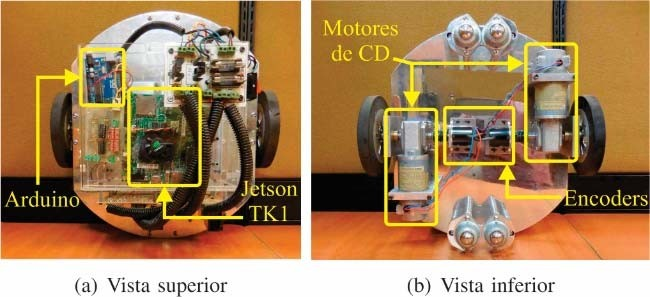 Arduino
Jetson
TK1
Motores
de CD
Encoders
(a) Vista superior
(b) Vista inferior